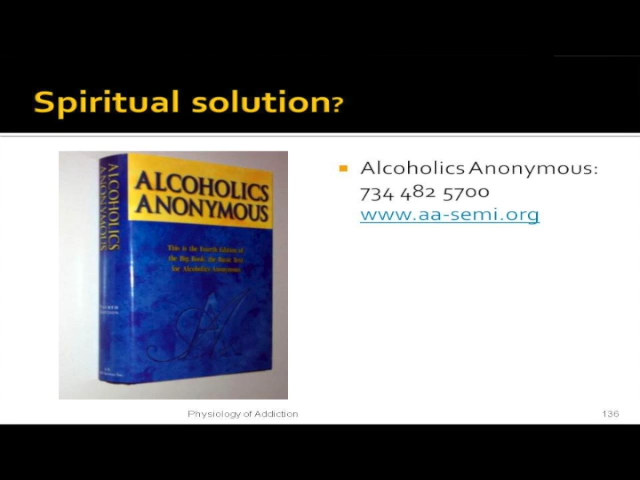 Spiritual solution?
ALCOHOLICS
ANONYMOUS
ALCOHOLICS
ANONYMOUS
This is the Fourth Edition of
the Big Book, the Basic Text
for Alcoholics Anonymous
Alcoholics Anonymous:
734 482 5700
www.aa-semi.org
Physiology of Addiction
136